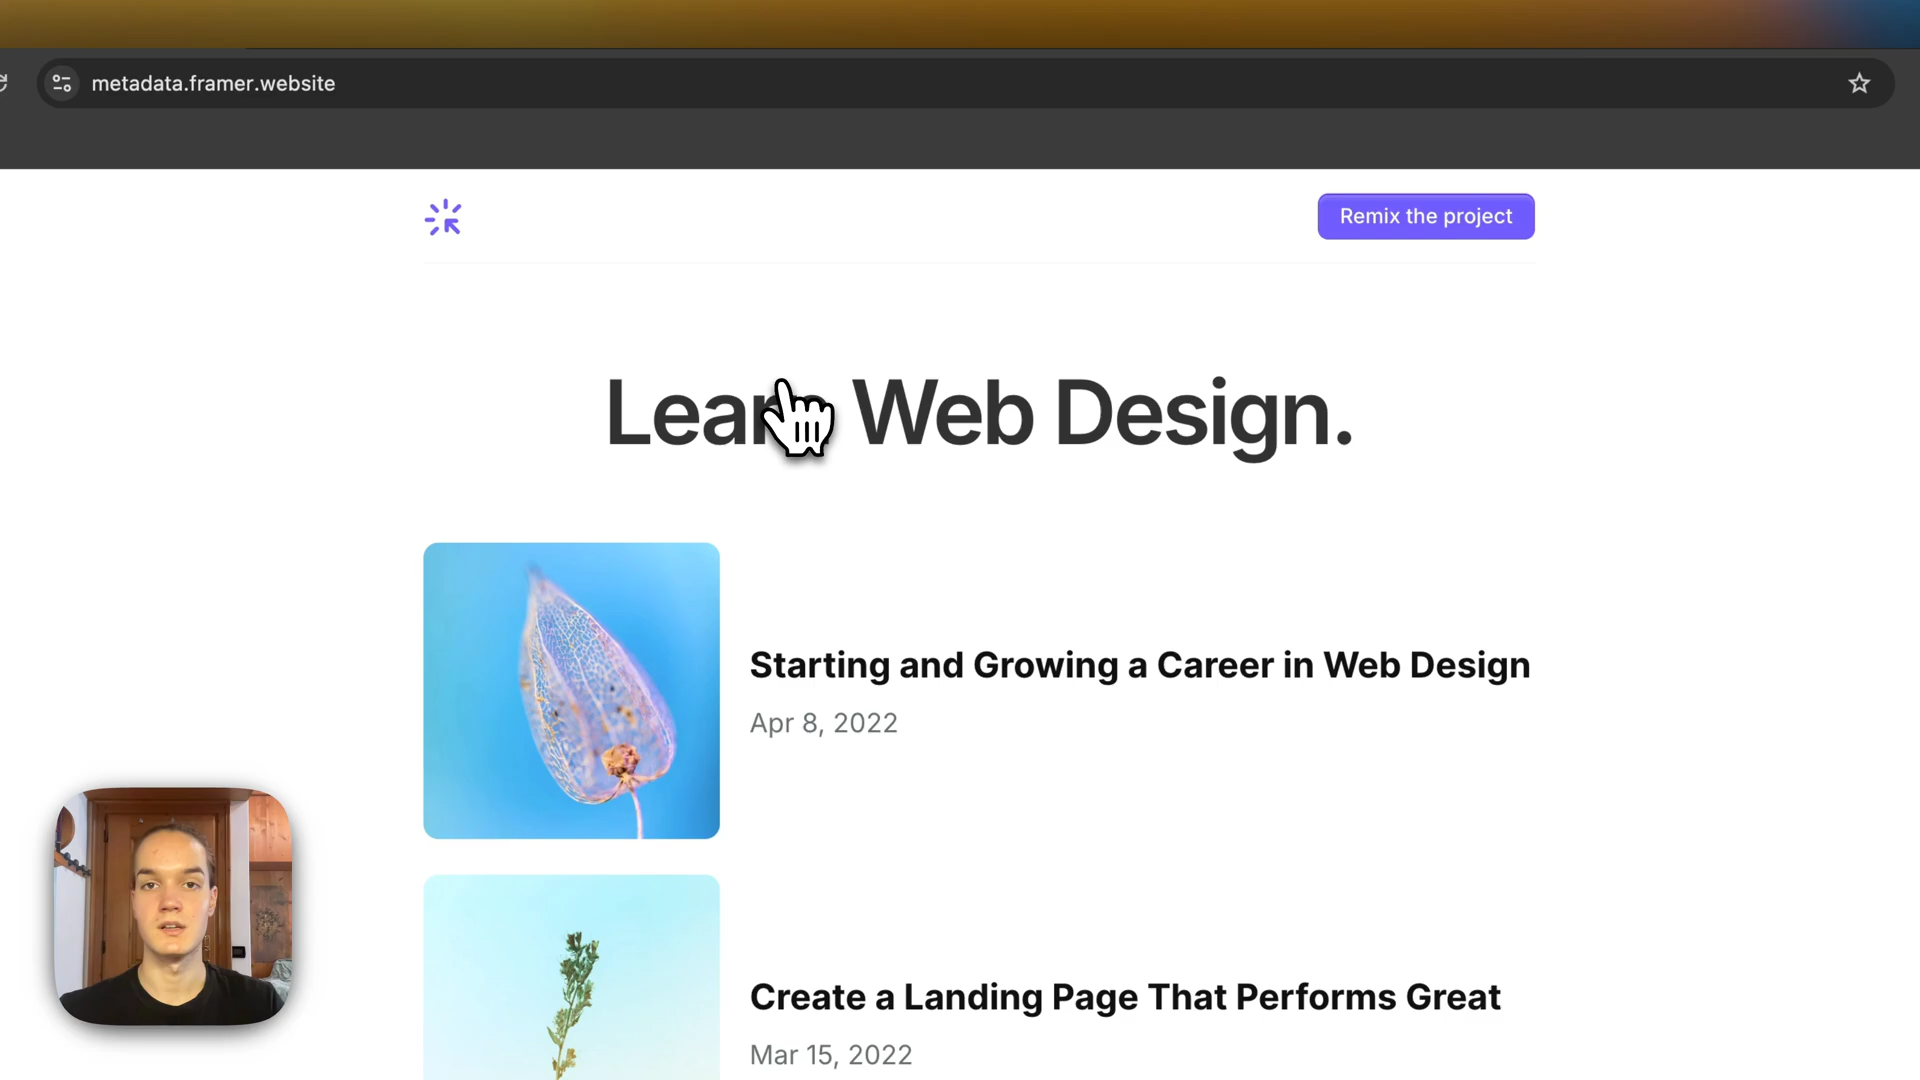 metadata.framer.website
Remix the project
Learn Web Design.
Starting and Growing a Career in Web Design
Apr 8, 2022
Create a Landing Page That Performs Great
Mar 15, 2022